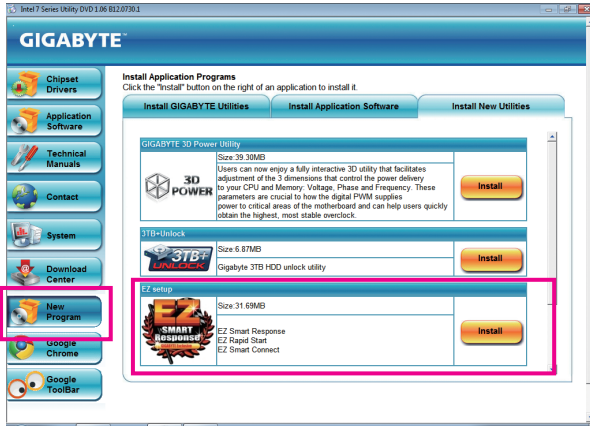 Intel 7 Series Utility DVD 1.06 B12.0730.1
GIGABYTE™
Chipset
Drivers
Application
Software
Technical
Manuals
Contact
System
Download
Center
New
Program
Google
Chrome
Google
ToolBar
Install Application Programs
Click the "Install" button on the right of an application to install it.
Install GIGABYTE Utilities
Install Application Software
Install New Utilities
GIGABYTE 3D Power Utility
3D
POWER
Size:39.30MB
Users can now enjoy a fully interactive 3D utility that facilitates
adjustment of the 3 dimensions that control the power delivery
to your CPU and Memory: Voltage, Phase and Frequency. These
parameters are crucial to how the digital PWM supplies
power to critical areas of the motherboard and can help users quickly
obtain the highest, most stable overclock.
Install
3TB+Unlock
3TB+
UNLOCK
Size:6.87MB
Gigabyte 3TB HDD unlock utility
Install
EZ setup
EZ
SMART
Response
Size:31.69MB
EZ Smart Response
EZ Rapid Start
EZ Smart Connect
Install